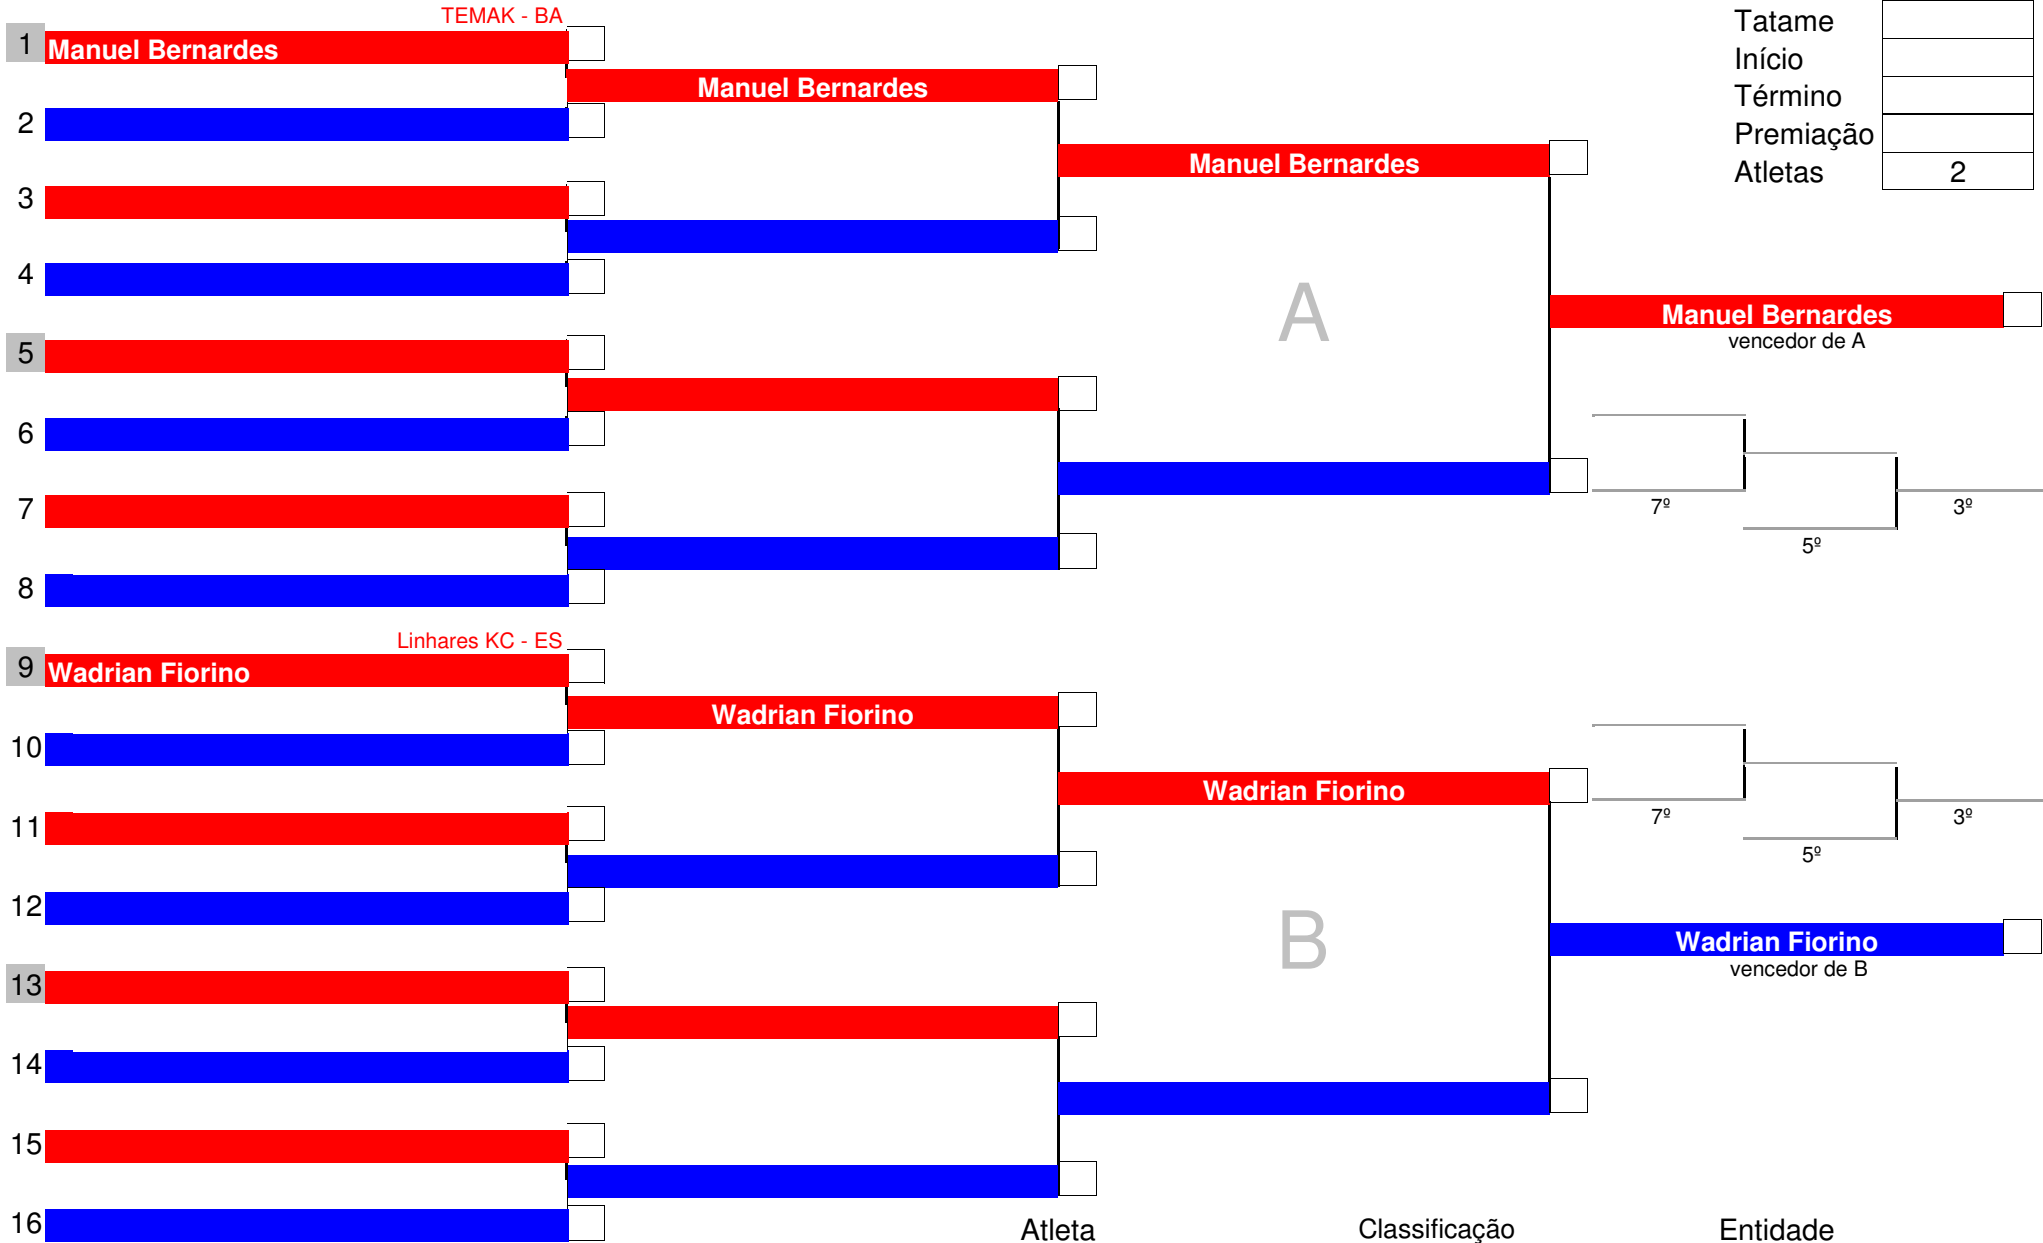 TEMAK - BA
1 Manuel Bernardes
Manuel Bernardes
2
Manuel Bernardes
3
4
A
Manuel Bernardes
vencedor de A
5
6
7
8
7º
5º
3º
Linhares KC - ES
9 Wadrian Fiorino
Wadrian Fiorino
10
Wadrian Fiorino
11
12
7º
5º
3º
B
Wadrian Fiorino
vencedor de B
13
14
15
16
Tatame
Início
Término
Premiação
Atletas 2
Atleta Classificação Entidade